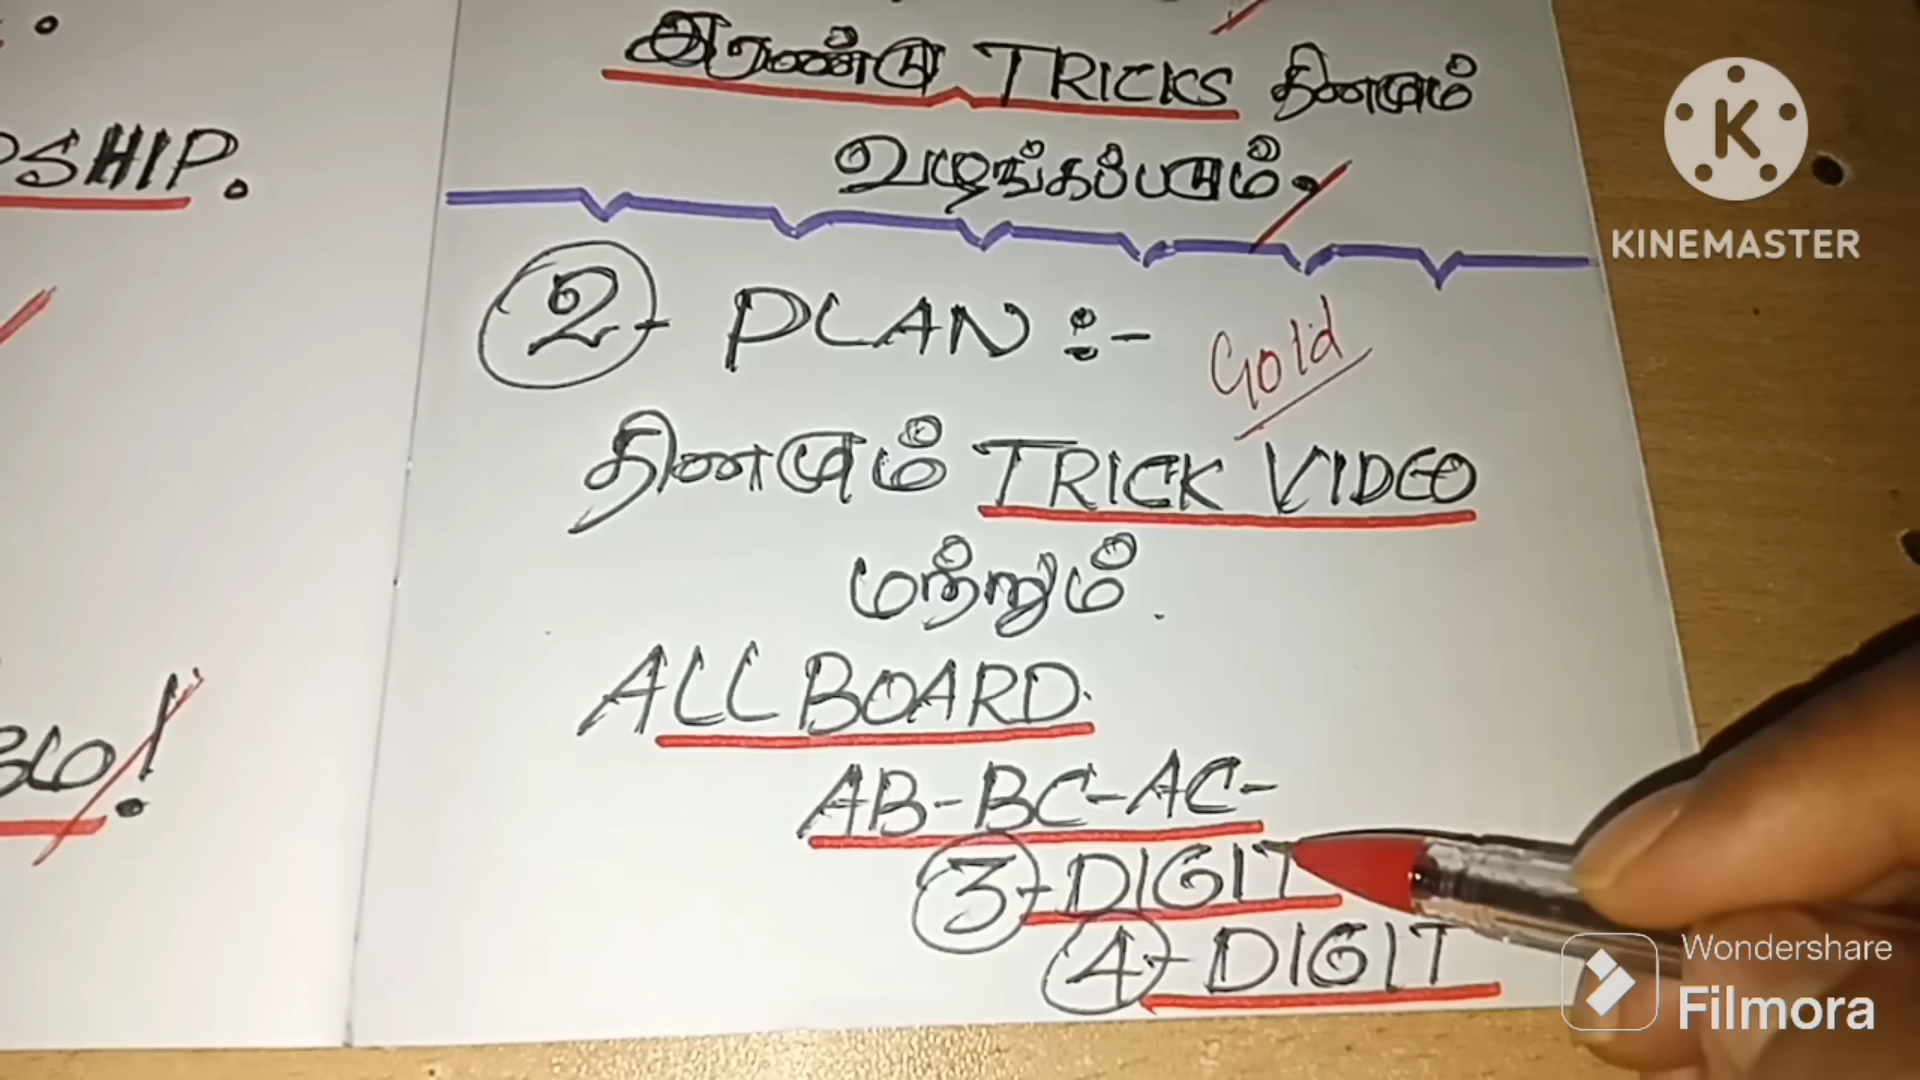 PSHIP.
இரண்டு TRICKS தினமும்
வழங்கப்படும்.
2 - PLAN :-
Gold
தினமும் TRICK VIDEO
மற்றும்.
ALL BOARD.
AB-BC-AC-
3 - DIGIT
4 - DIGIT
K
KINEMASTER
Wondershare
Filmora